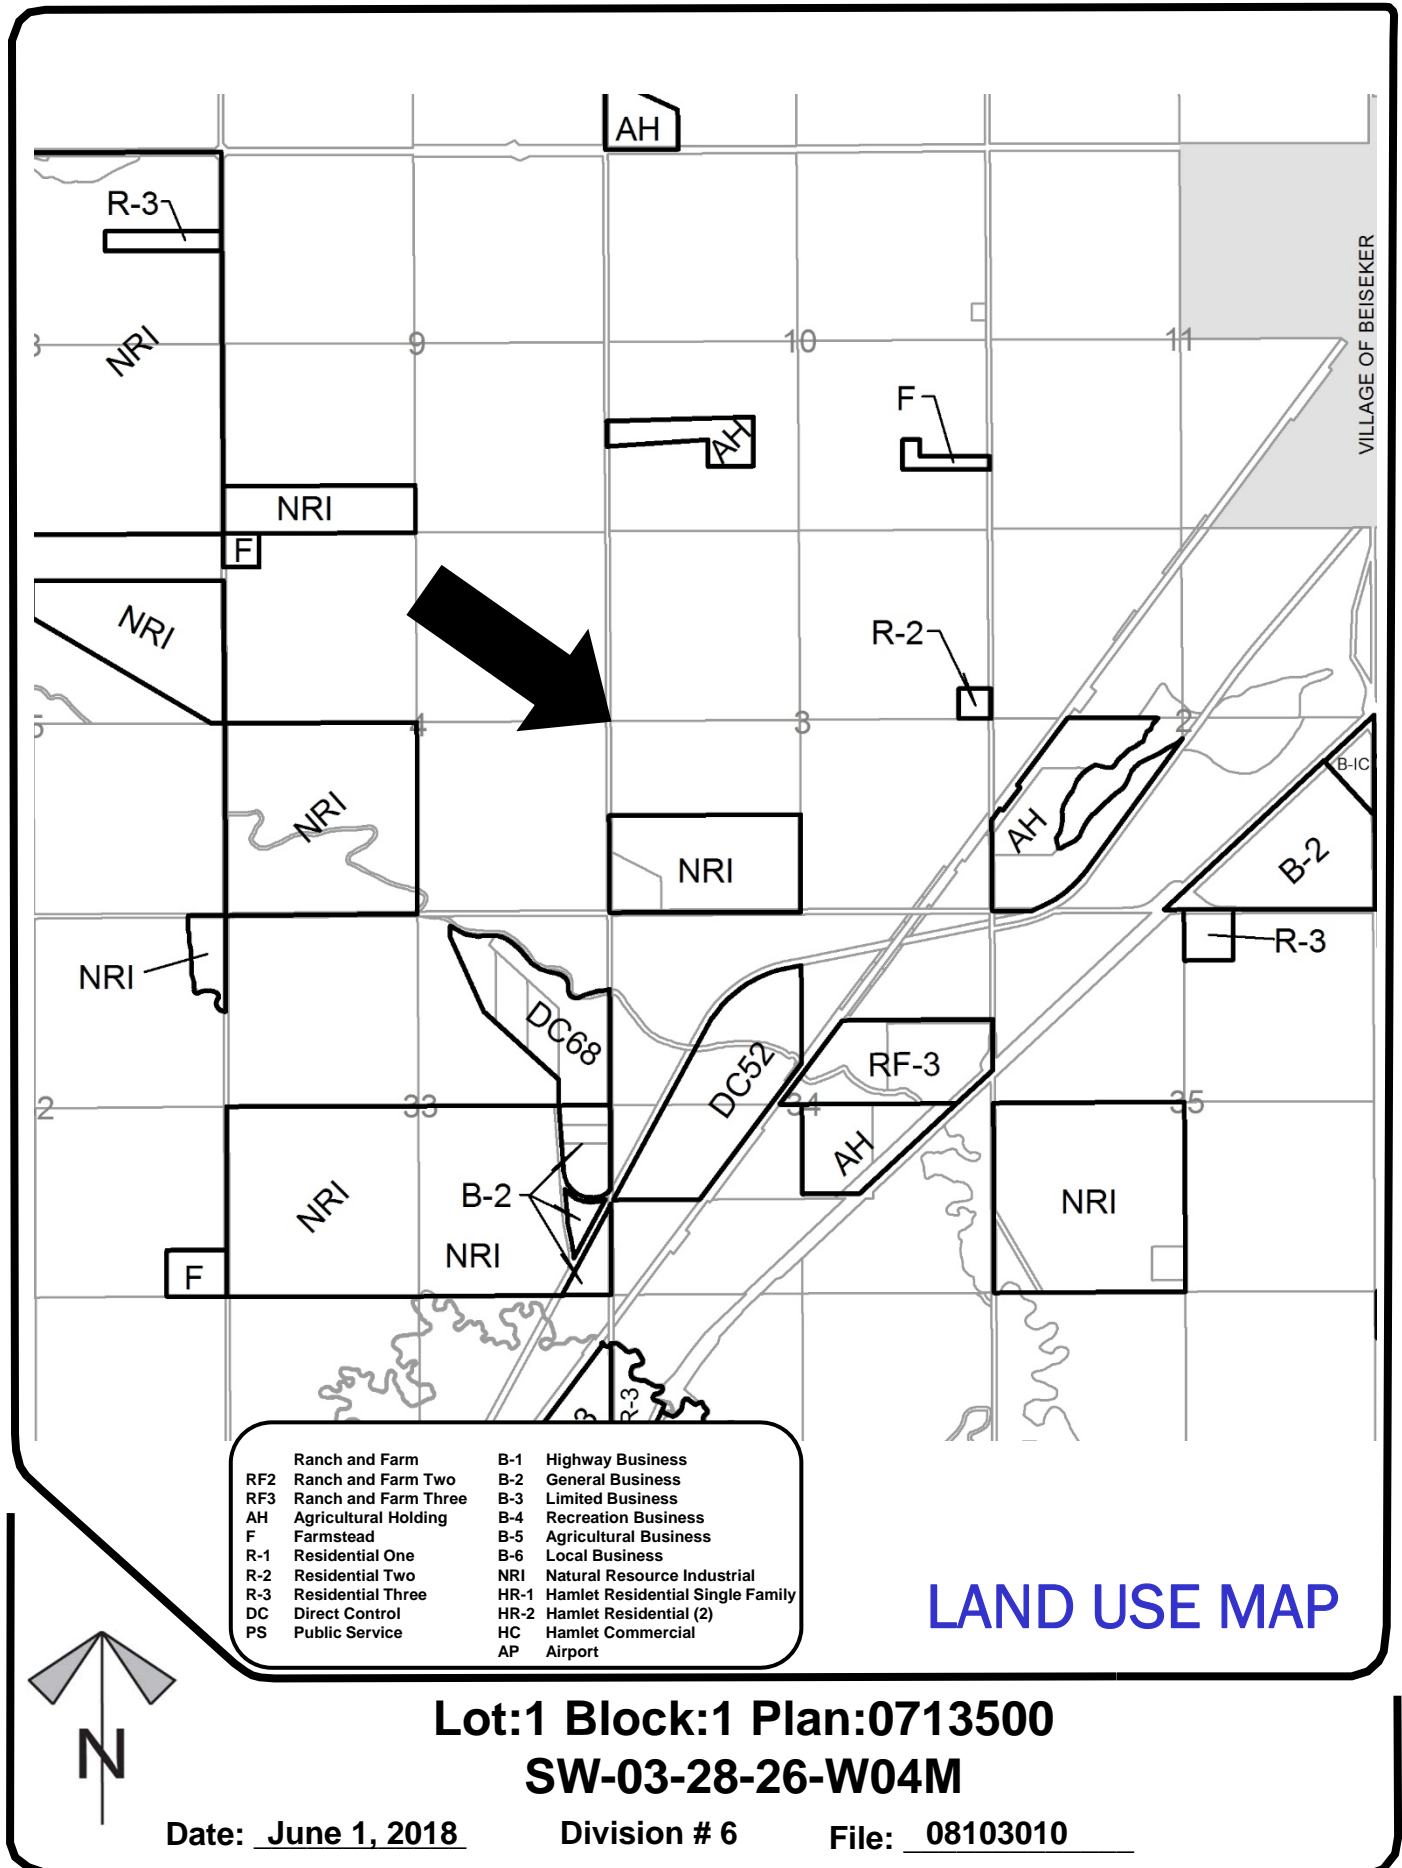 AH
R-3
VILLAGE OF BEISEKER
NRI
9
10
11
F
AH
NRI
F
NRI
R-2
4
3
2
B-IC
NRI
AH
B-2
NRI
R-3
NRI
DC68
DC52
RF-3
2
33
34
35
AH
NRI
B-2
NRI
NRI
F
R-3
3
Ranch and Farm
RF2 Ranch and Farm Two
RF3 Ranch and Farm Three
AH Agricultural Holding
F Farmstead
R-1 Residential One
R-2 Residential Two
R-3 Residential Three
DC Direct Control
PS Public Service
B-1 Highway Business
B-2 General Business
B-3 Limited Business
B-4 Recreation Business
B-5 Agricultural Business
B-6 Local Business
NRI Natural Resource Industrial
HR-1 Hamlet Residential Single Family
HR-2 Hamlet Residential (2)
HC Hamlet Commercial
AP Airport
LAND USE MAP
N
Lot:1 Block:1 Plan:0713500
SW-03-28-26-W04M
Date: June 1, 2018 Division # 6 File: 08103010